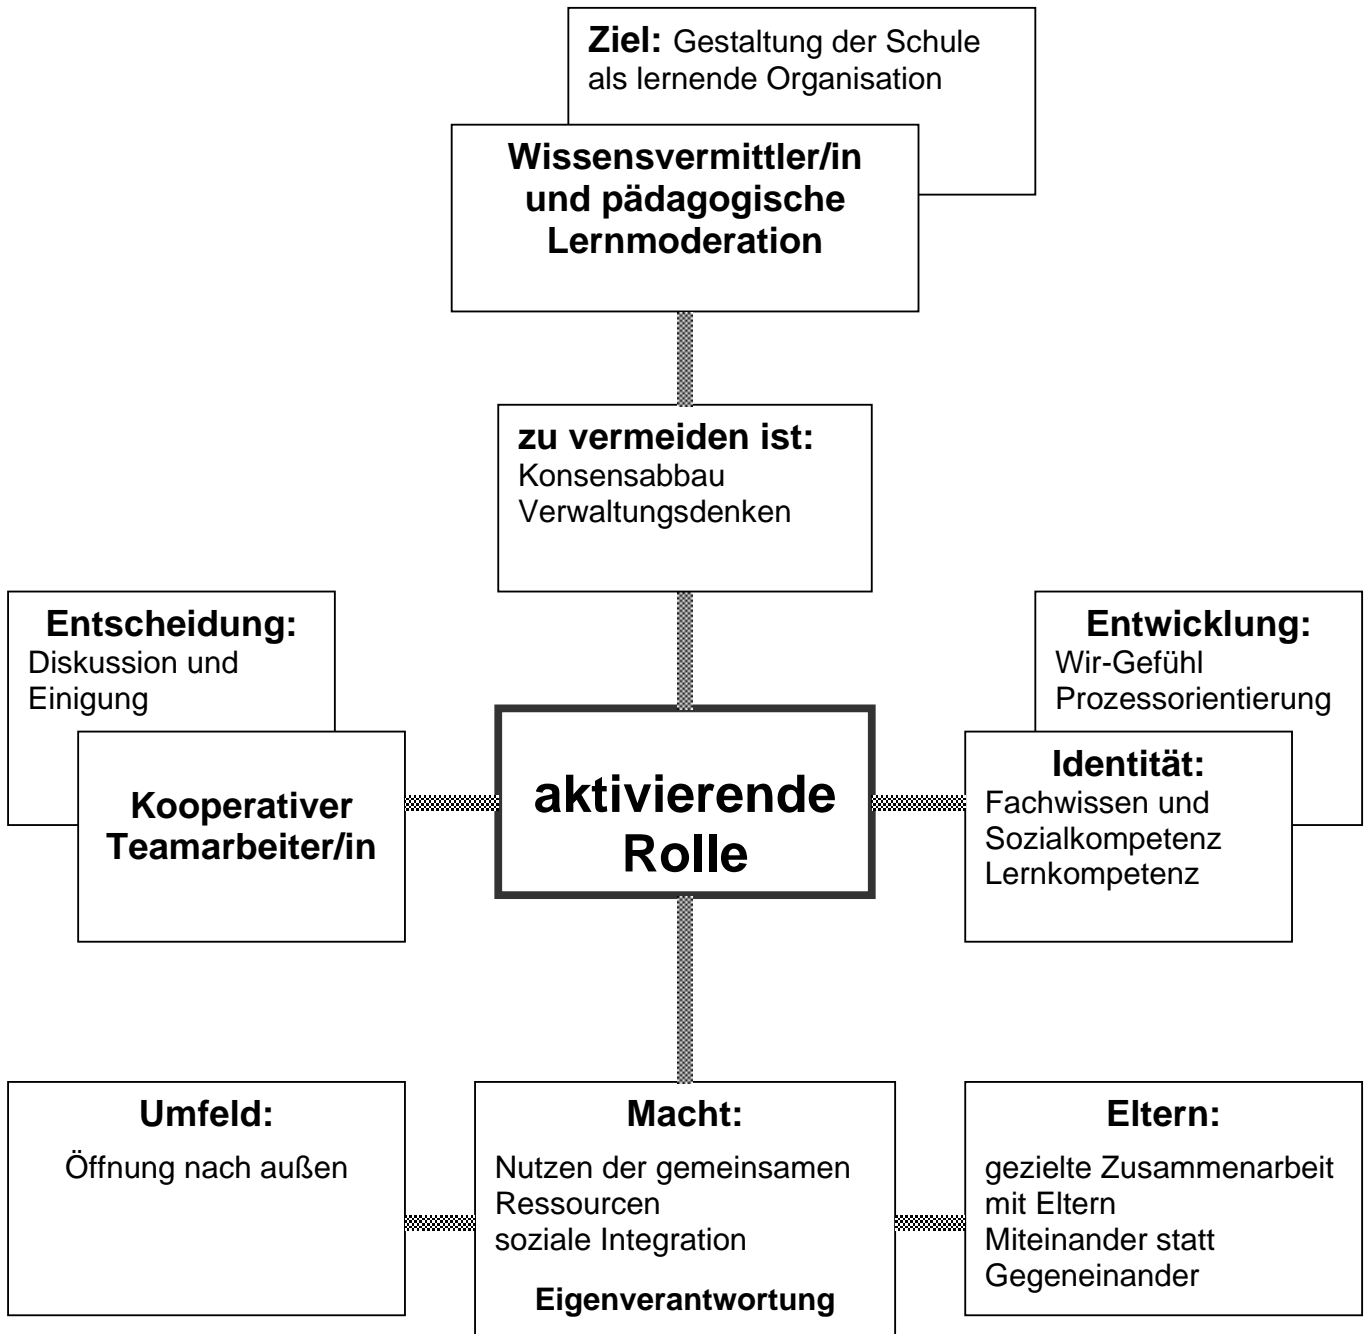 Ziel: Gestaltung der Schule
als lernende Organisation
Wissensvermittler/in
und pädagogische
Lernmoderation
zu vermeiden ist:
Konsensabbau
Verwaltungsdenken
Entscheidung:
Diskussion und
Einigung
Kooperativer
Teamarbeiter/in
aktivierende
Rolle
Entwicklung:
Wir-Gefühl
Prozessorientierung
Identität:
Fachwissen und
Sozialkompetenz
Lernkompetenz
Umfeld:
Öffnung nach außen
Macht:
Nutzen der gemeinsamen
Ressourcen
soziale Integration
Eigenverantwortung
Eltern:
gezielte Zusammenarbeit
mit Eltern
Miteinander statt
Gegeneinander